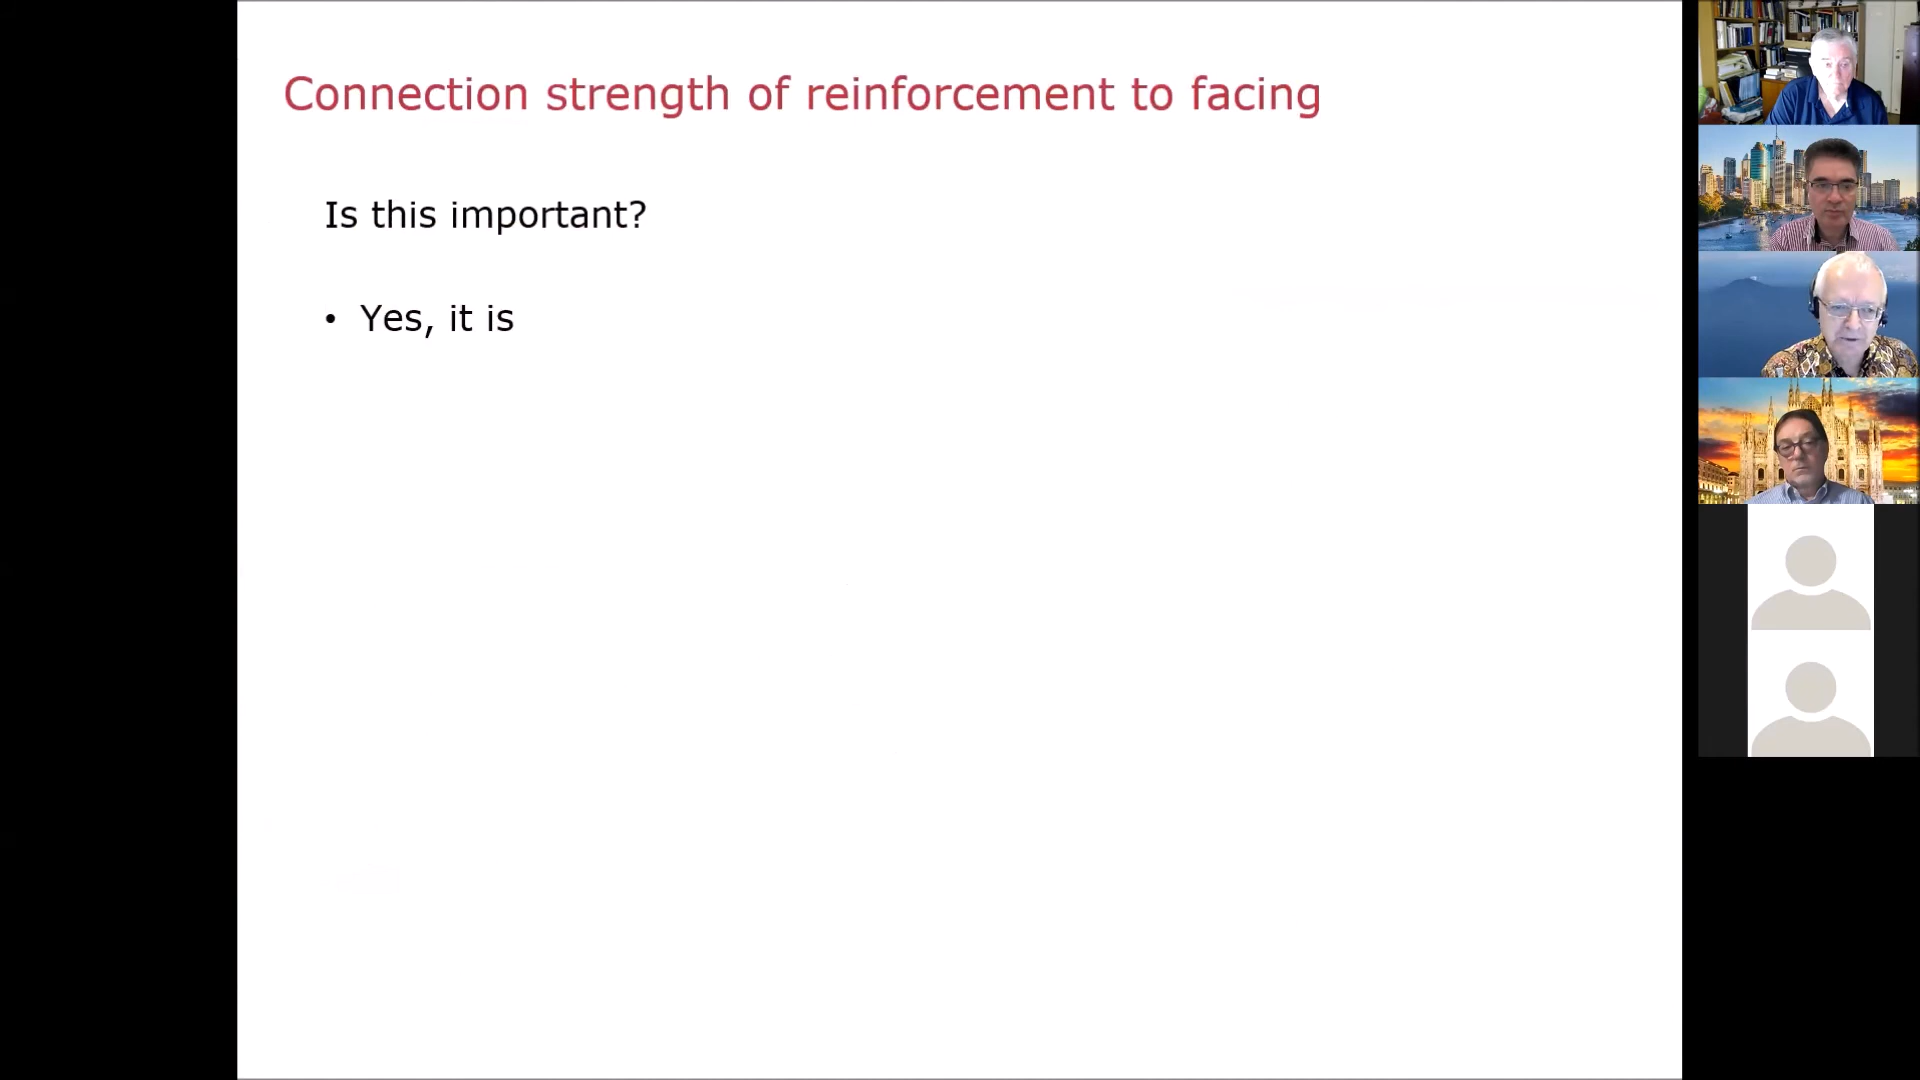 Connection strength of reinforcement to facing
Is this important?
• Yes, it is